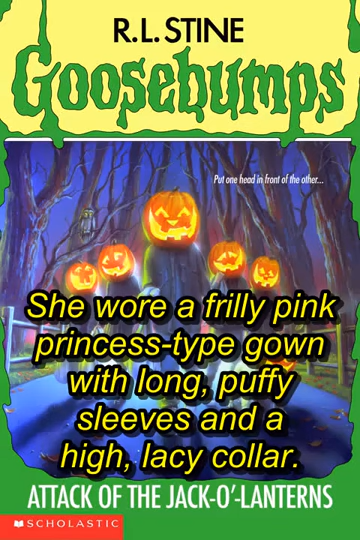 R.L. STINE
Goosebumps
Put one head in front of the other...
She wore a frilly pink
princess-type gown
with long, puffy
sleeves and a
high, lacy collar.
ATTACK OF THE JACK-O'-LANTERNS
SCHOLASTIC